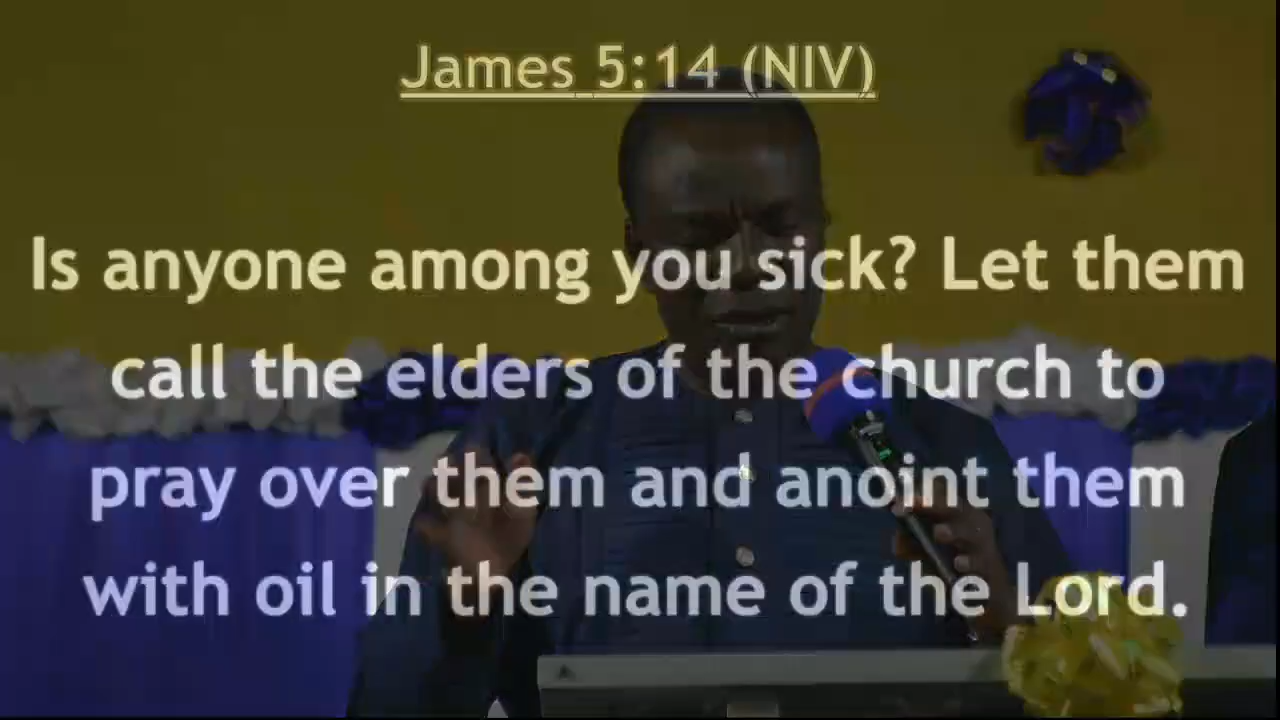 James 5:14 (NIV)
Is anyone among you sick? Let them
call the elders of the church to
pray over them and anoint them
with oil in the name of the Lord.